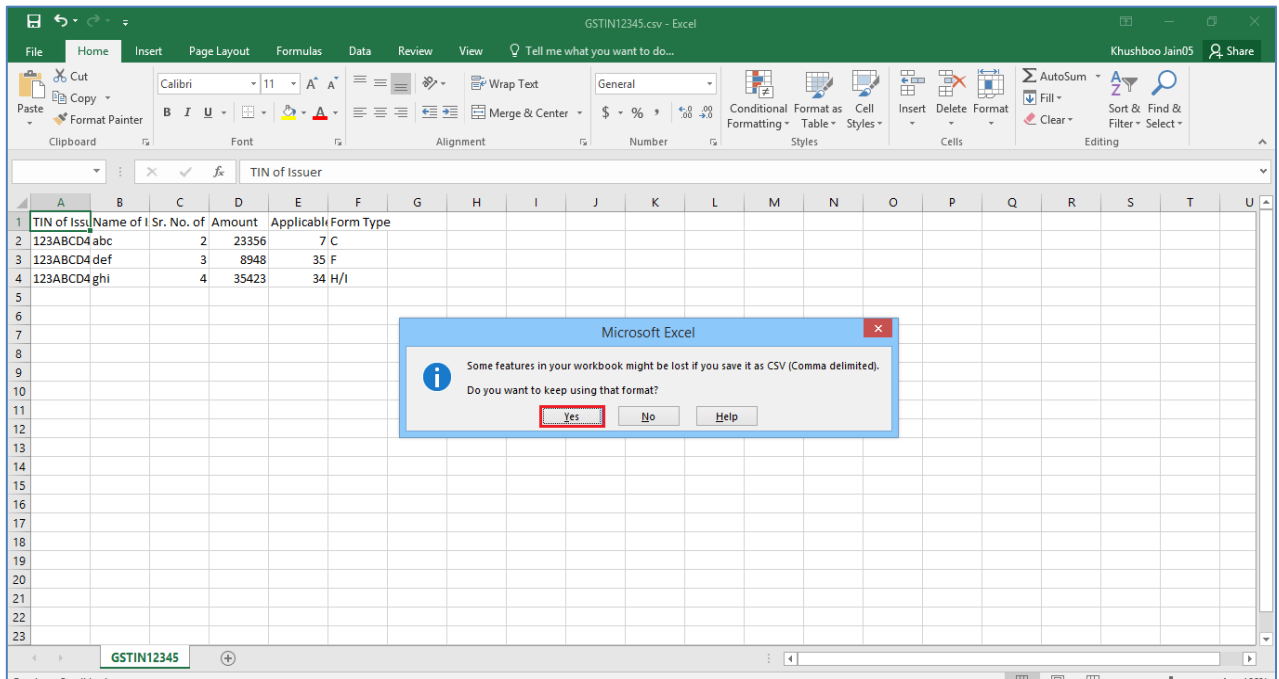 GSTIN12345.csv - Excel
File Home Insert Page Layout Formulas Data Review View Tell me what you want to do... Khushboo Jain05 Share
Paste
Cut
Copy
Format Painter
Clipboard
Calibri 11 A A
B I U A
Font
Wrap Text
Merge & Center
Alignment
General
$ % , .0 .00 .00 .0
Number
Conditional Formatting
Format as Table
Cell Styles
Styles
Insert Delete Format
Cells
AutoSum
Fill
Clear
Sort & Filter
Find & Select
Editing
fx TIN of Issuer
A B C D E F G H I J K L M N O P Q R S T U
1 TIN of Issu Name of I Sr. No. of Amount Applicable Form Type
2 123ABCD4 abc 2 23356 7 C
3 123ABCD4 def 3 8948 35 F
4 123ABCD4 ghi 4 35423 34 H/I
5
6
7
8
9
10
11
12
13
14
15
16
17
18
19
20
21
22
23
Microsoft Excel
Some features in your workbook might be lost if you save it as CSV (Comma delimited).
Do you want to keep using that format?
Yes No Help
GSTIN12345